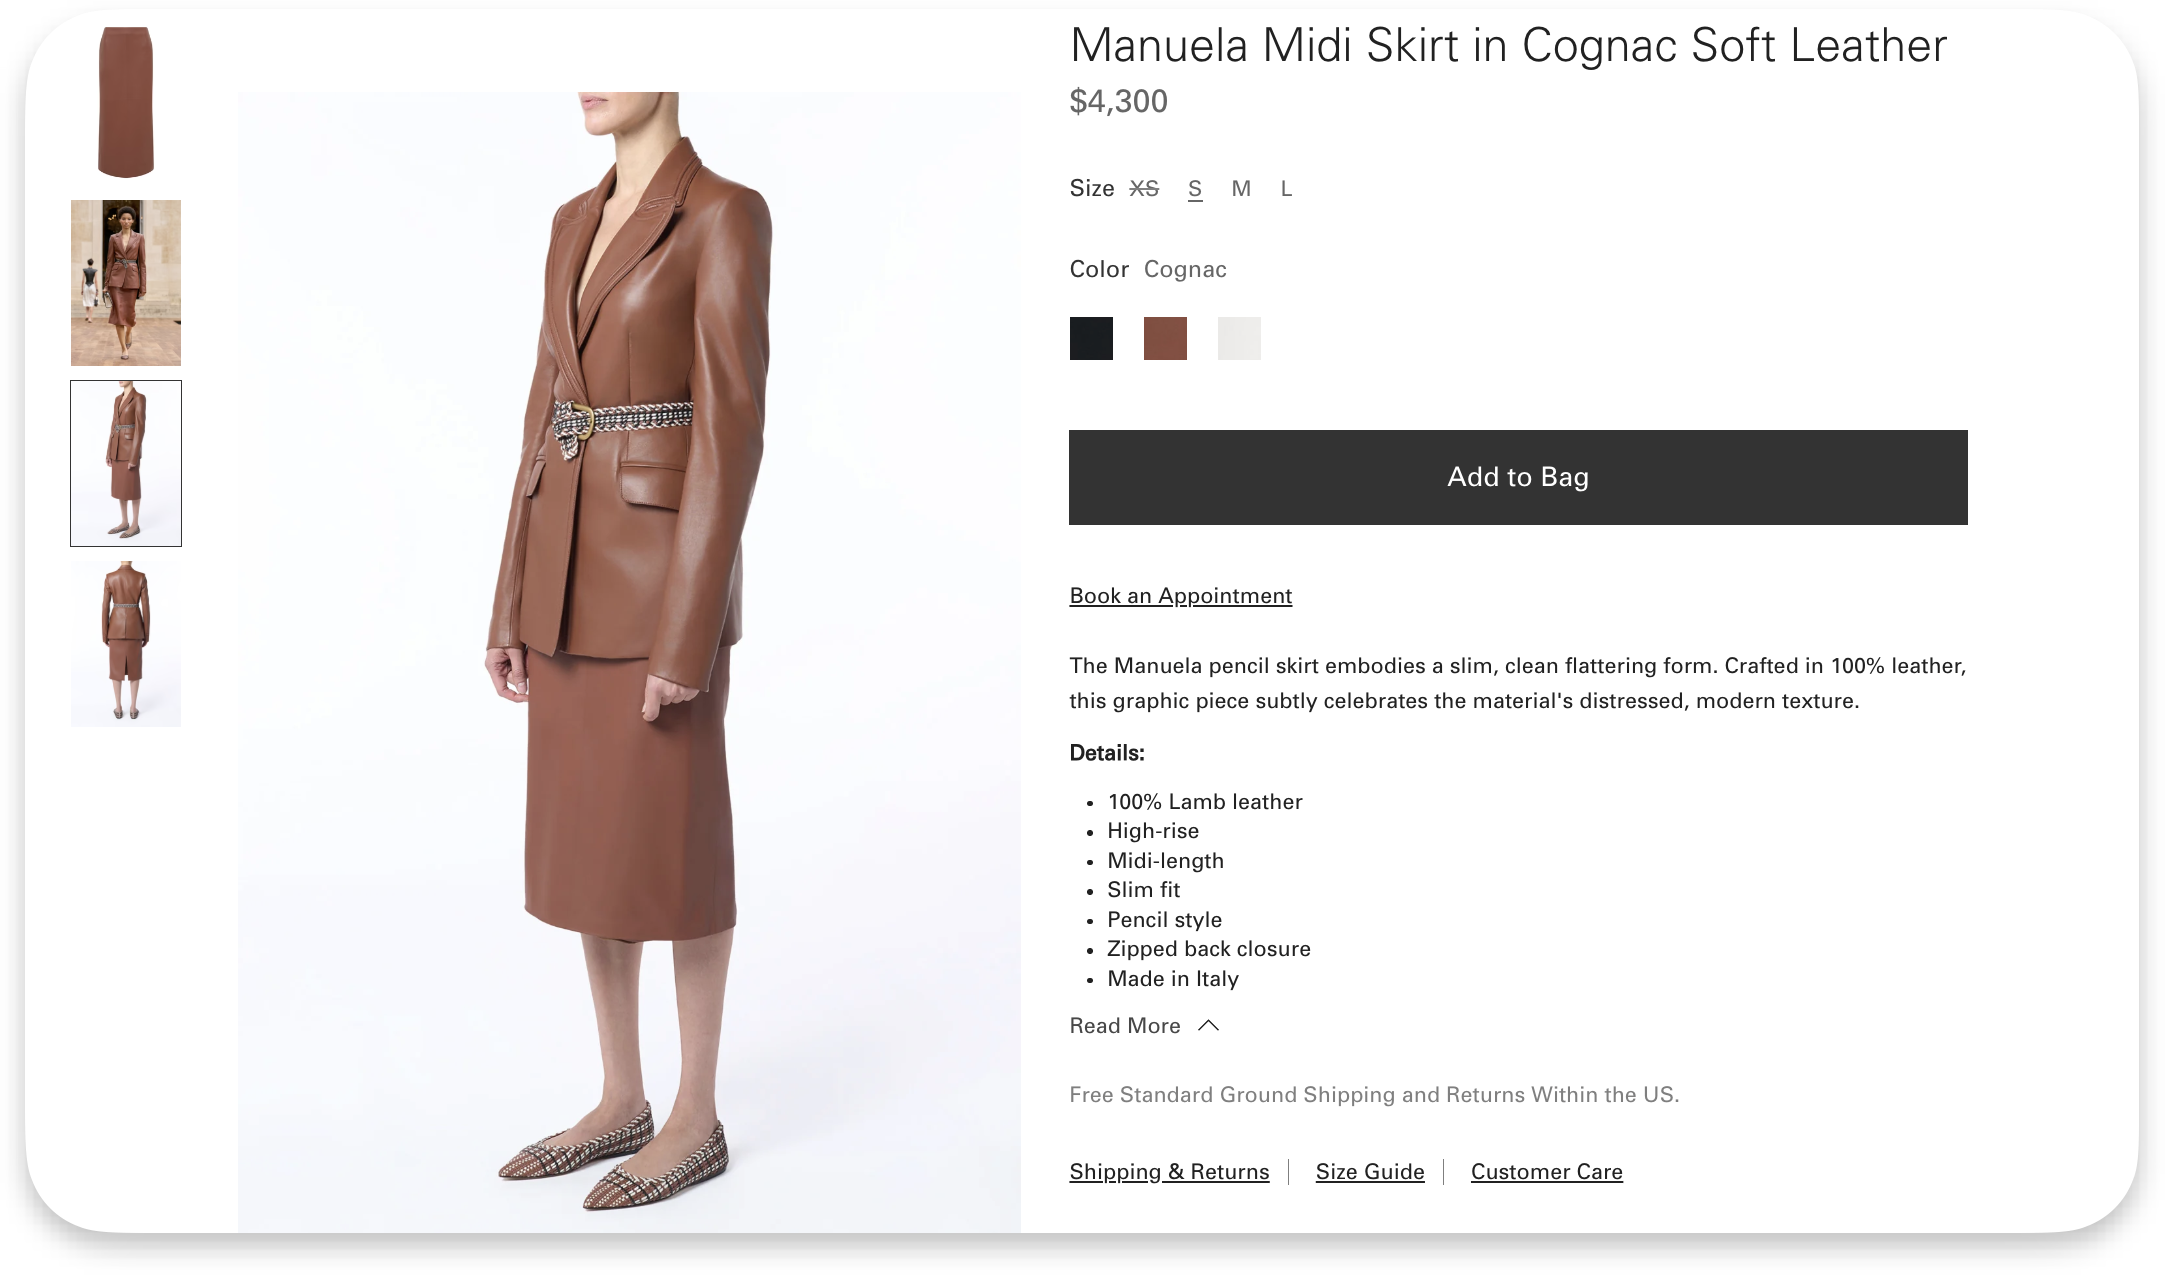 Manuela Midi Skirt in Cognac Soft Leather
$4,300
Size XS S M L
Color Cognac
Add to Bag
Book an Appointment
The Manuela pencil skirt embodies a slim, clean flattering form. Crafted in 100% leather,
this graphic piece subtly celebrates the material's distressed, modern texture.
Details:
• 100% Lamb leather
• High-rise
• Midi-length
• Slim fit
• Pencil style
• Zipped back closure
• Made in Italy
Read More
Free Standard Ground Shipping and Returns Within the US.
Shipping & Returns | Size Guide | Customer Care